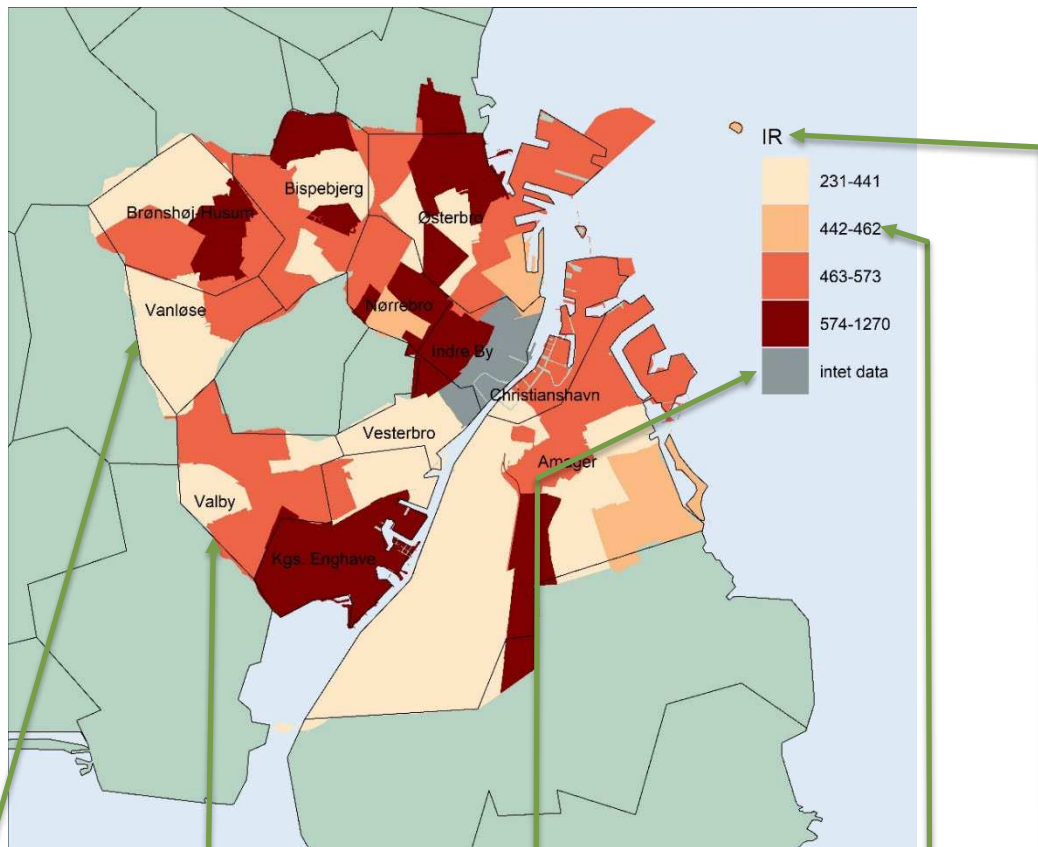 IR
231-441
442-462
463-573
574-1270
intet data
Bispebjerg
Brønshøj-Husum
Østerbro
Vanløse
Nørrebro
Indre By
Christianshavn
Vesterbro
Amager
Valby
Kgs. Enghave